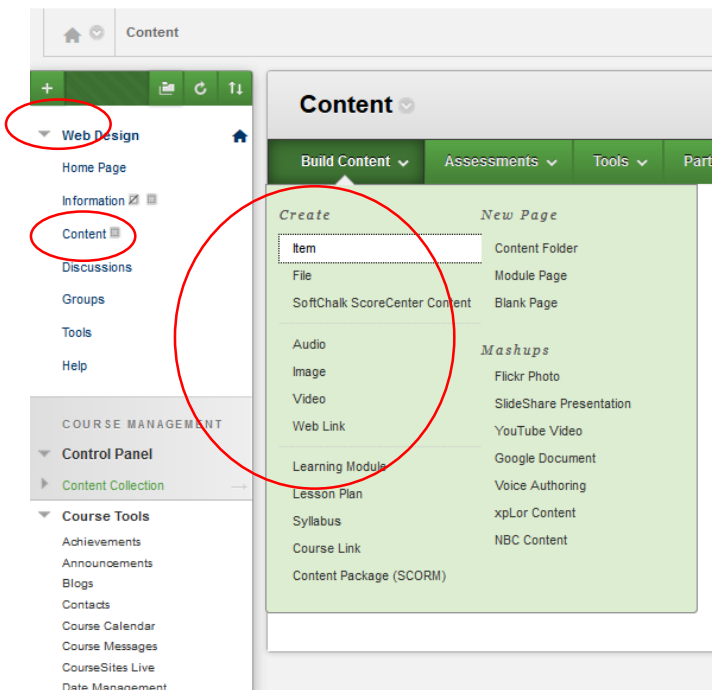 Content
Web Design
Home Page
Information
Content
Discussions
Groups
Tools
Help
COURSE MANAGEMENT
Control Panel
Content Collection
Course Tools
Achievements
Announcements
Blogs
Contacts
Course Calendar
Course Messages
CourseSites Live
Date Management
Content
Build Content Assessments Tools Part
Create
Item
File
SoftChalk ScoreCenter Content
Audio
Image
Video
Web Link
Learning Module
Lesson Plan
Syllabus
Course Link
Content Package (SCORM)
New Page
Content Folder
Module Page
Blank Page
Mashups
Flickr Photo
SlideShare Presentation
YouTube Video
Google Document
Voice Authoring
xpLor Content
NBC Content